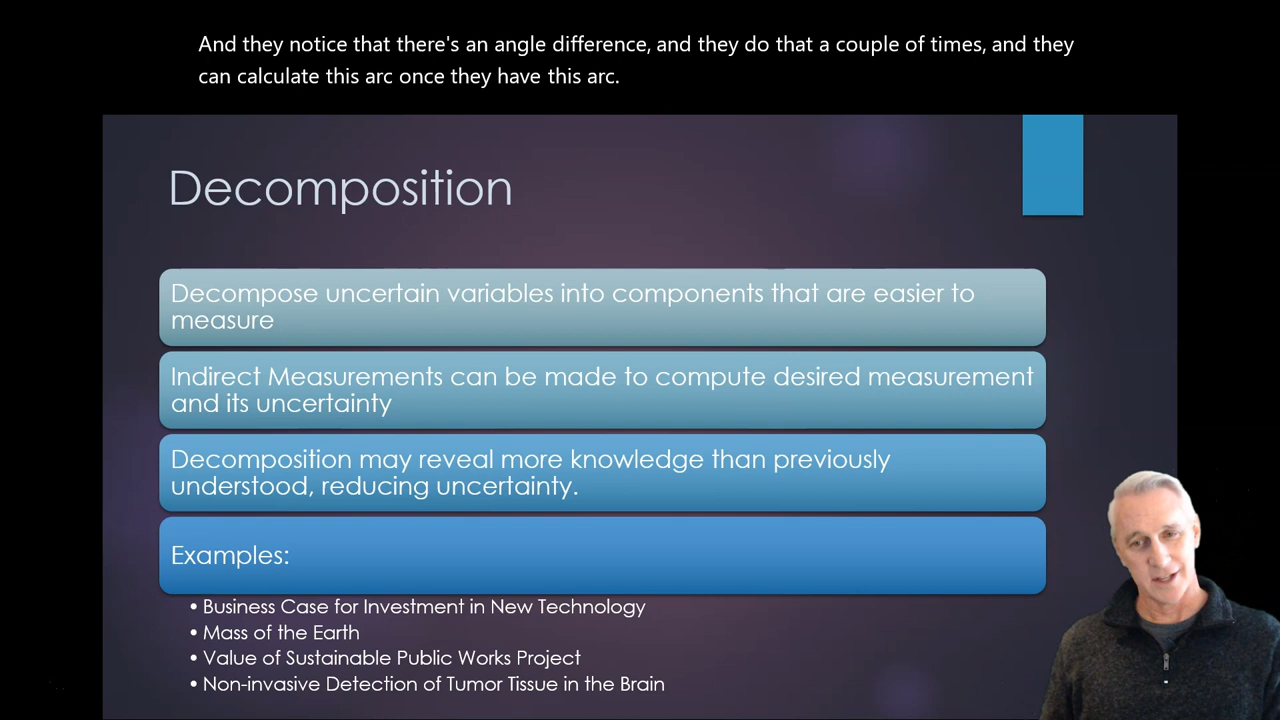 And they notice that there's an angle difference, and they do that a couple of times, and they
can calculate this arc once they have this arc.
Decomposition
Decompose uncertain variables into components that are easier to
measure
Indirect Measurements can be made to compute desired measurement
and its uncertainty
Decomposition may reveal more knowledge than previously
understood, reducing uncertainty.
Examples:
• Business Case for Investment in New Technology
• Mass of the Earth
• Value of Sustainable Public Works Project
• Non-invasive Detection of Tumor Tissue in the Brain